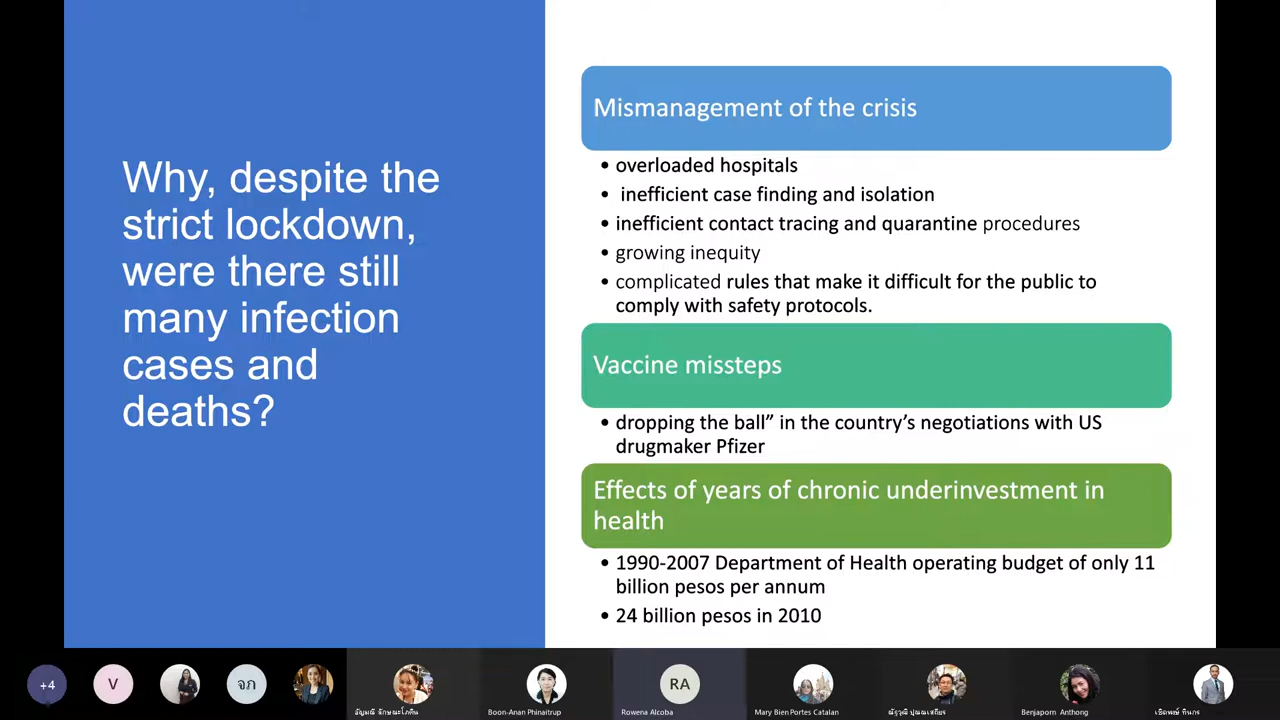 Why, despite the
strict lockdown,
were there still
many infection
cases and
deaths?
Mismanagement of the crisis
• overloaded hospitals
• inefficient case finding and isolation
• inefficient contact tracing and quarantine procedures
• growing inequity
• complicated rules that make it difficult for the public to
comply with safety protocols.
Vaccine missteps
• dropping the ball” in the country’s negotiations with US
drugmaker Pfizer
Effects of years of chronic underinvestment in
health
• 1990-2007 Department of Health operating budget of only 11
billion pesos per annum
• 24 billion pesos in 2010
+4
V
จภ
RA
Boon-Anan Phinaitrup
Rowena Alcoba
Mary Bien Portes Catalan
Benjaporn Anthong